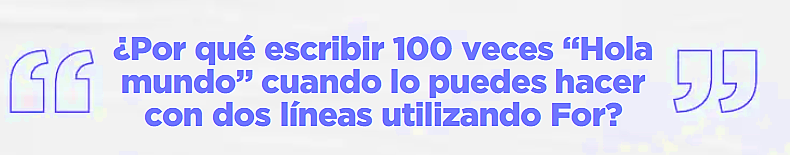 ¿Por qué escribir 100 veces “Hola
mundo” cuando lo puedes hacer
con dos líneas utilizando For?